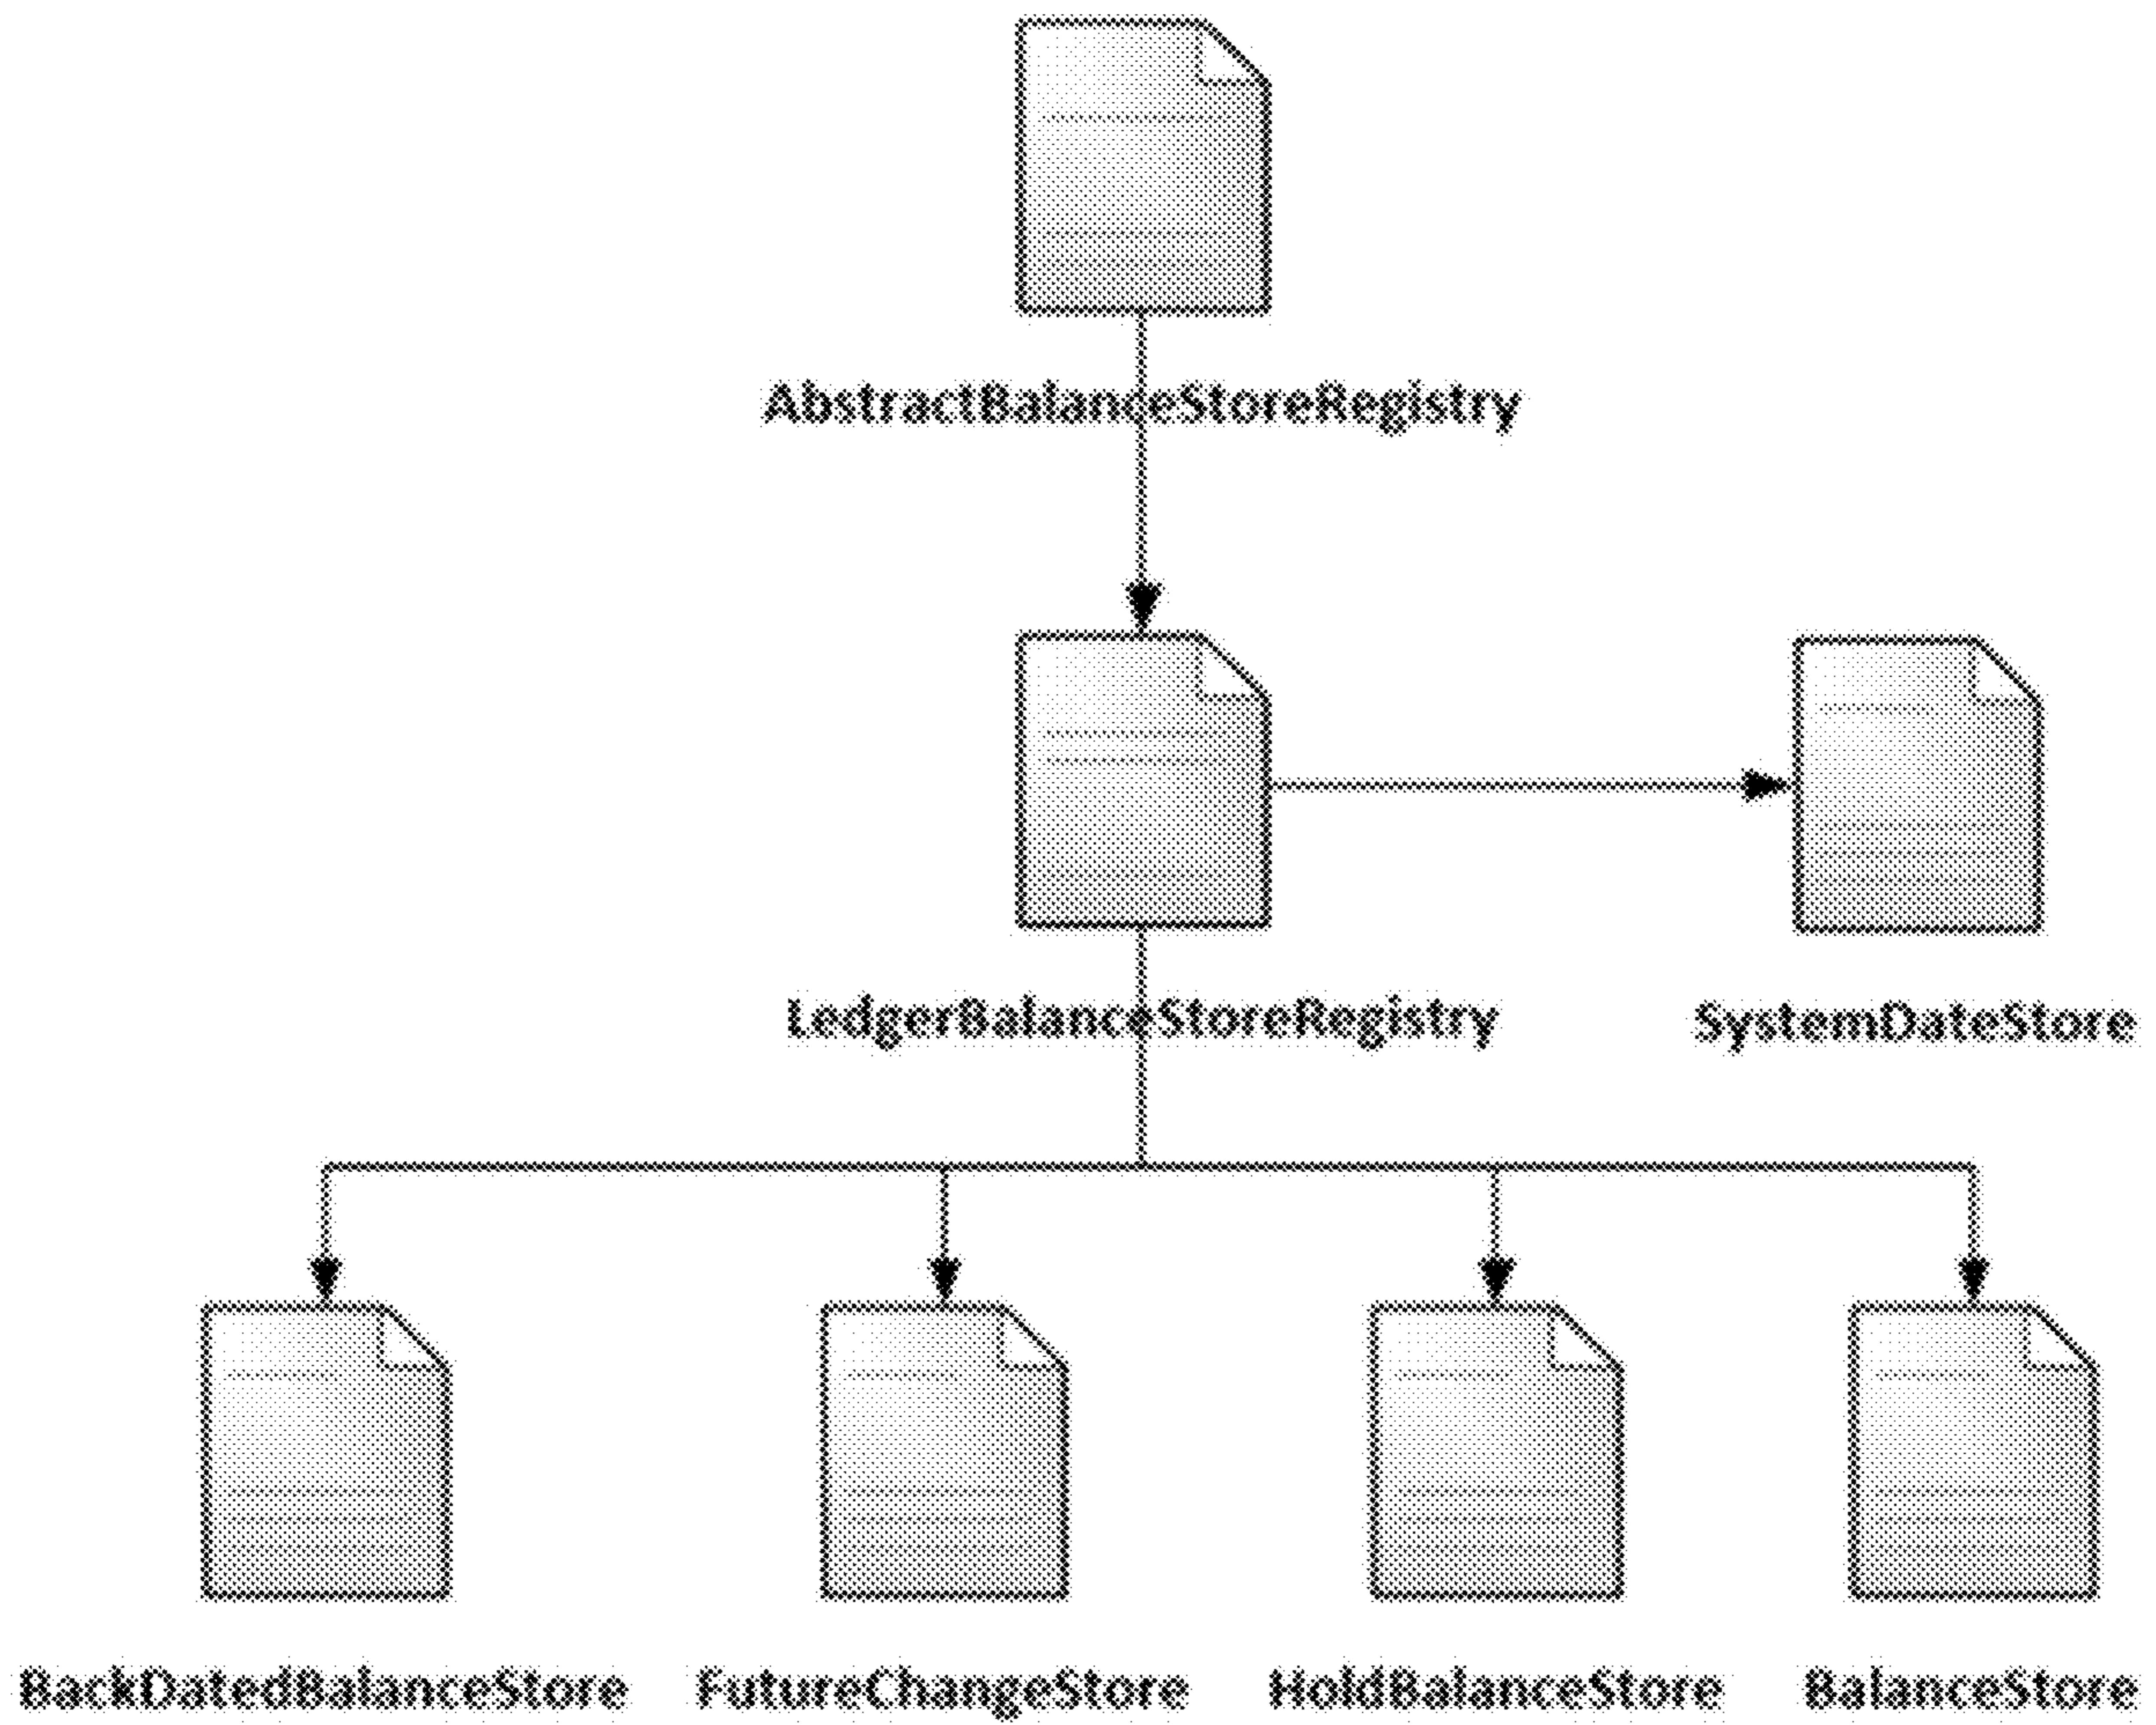 AbstractBalanceStoreRegistry
LedgerBalanceStoreRegistry
SystemDateStore
BackDatedBalanceStore
FutureChangeStore
HoldBalanceStore
BalanceStore